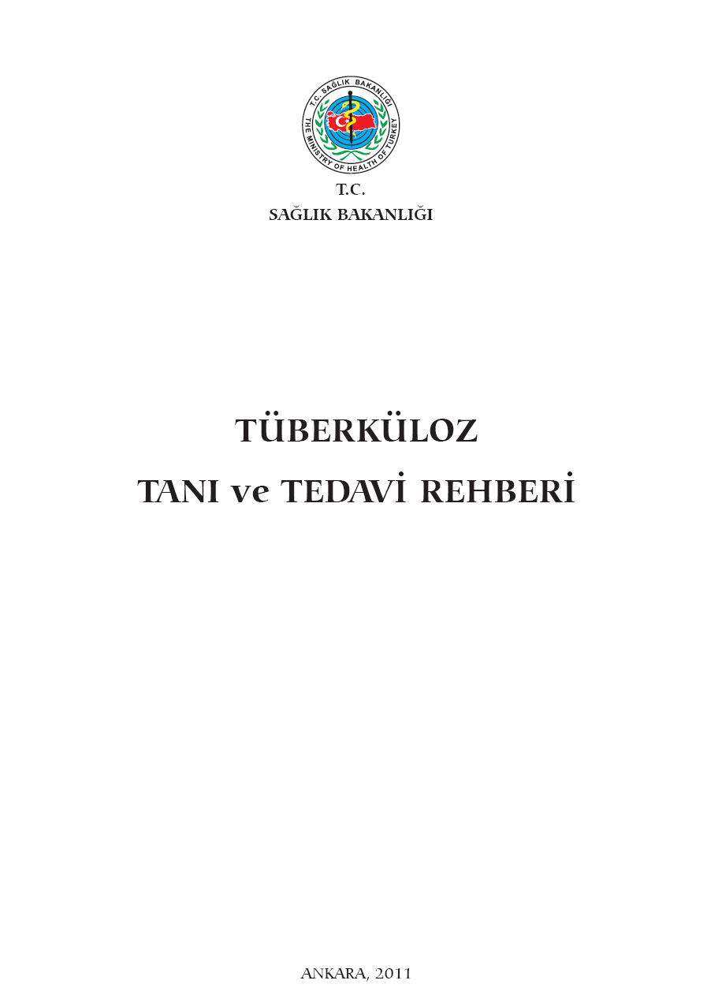 T.C. SAĞLIK BAKANLIĞI
THE MINISTRY OF HEALTH OF TURKEY
T.C.
SAĞLIK BAKANLIĞI
TÜBERKÜLOZ
TANI ve TEDAVİ REHBERİ
ANKARA, 2011